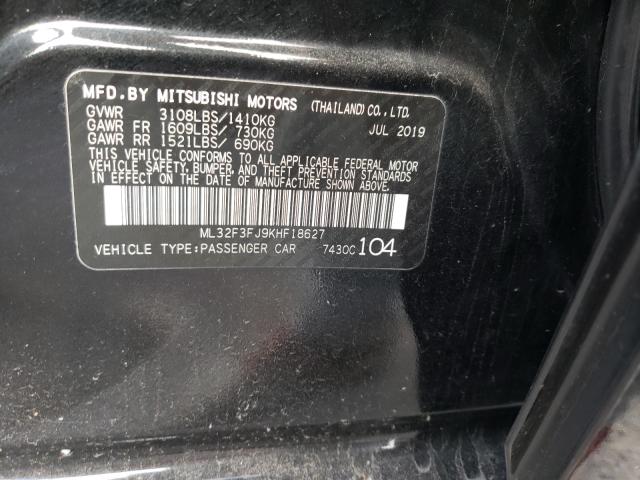 MFD.BY MITSUBISHI MOTORS (THAILAND) CO., LTD.
GVWR 3108LBS/1410KG JUL 2019
GAWR FR 1609LBS/ 730KG
GAWR RR 1521LBS/ 690KG
THIS VEHICLE CONFORMS TO ALL APPLICABLE FEDERAL MOTOR
VEHICLE SAFETY, BUMPER, AND THEFT PREVENTION STANDARDS
IN EFFECT ON THE DATE OF MANUFACTURE SHOWN ABOVE.
ML32F3FJ9KHF18627
VEHICLE TYPE:PASSENGER CAR 7430C 104